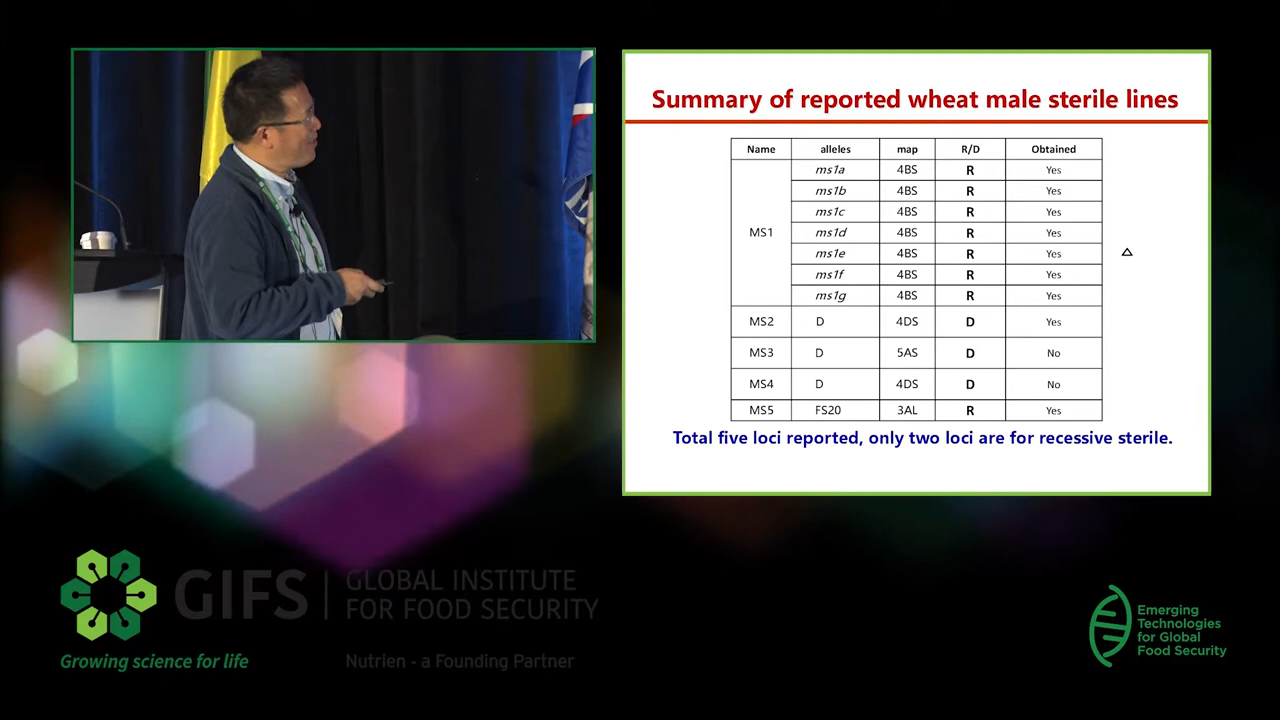 Summary of reported wheat male sterile lines
Name alleles map R/D Obtained
MS1
ms1a 4BS R Yes
ms1b 4BS R Yes
ms1c 4BS R Yes
ms1d 4BS R Yes
ms1e 4BS R Yes
ms1f 4BS R Yes
ms1g 4BS R Yes
MS2 D 4DS D Yes
MS3 D 5AS D No
MS4 D 4DS D No
MS5 FS20 3AL R Yes
Total five loci reported, only two loci are for recessive sterile.
GIFS
GLOBAL INSTITUTE
FOR FOOD SECURITY
Growing science for life
Nutrien - a Founding Partner
Emerging
Technologies
for Global
Food Security